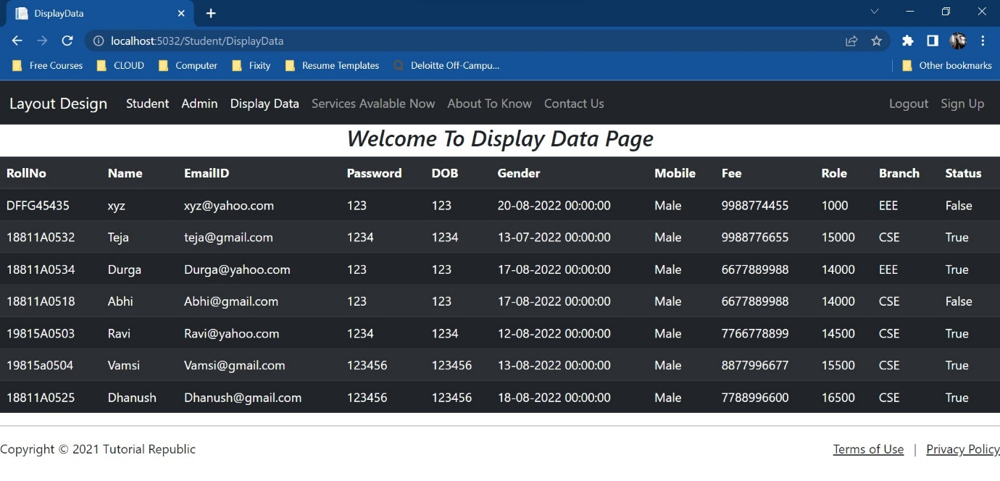 DisplayData
localhost:5032/Student/DisplayData
Free Courses CLOUD Computer Fixity Resume Templates Deloitte Off-Campu... Other bookmarks
Layout Design Student Admin Display Data Services Avalable Now About To Know Contact Us Logout Sign Up
Welcome To Display Data Page
RollNo Name EmailID Password DOB Gender Mobile Fee Role Branch Status
DFFG45435 xyz xyz@yahoo.com 123 123 20-08-2022 00:00:00 Male 9988774455 1000 EEE False
18811A0532 Teja teja@gmail.com 1234 1234 13-07-2022 00:00:00 Male 9988776655 15000 CSE True
18811A0534 Durga Durga@yahoo.com 123 123 17-08-2022 00:00:00 Male 6677889988 14000 EEE True
18811A0518 Abhi Abhi@gmail.com 123 123 17-08-2022 00:00:00 Male 6677889988 14000 CSE False
19815A0503 Ravi Ravi@yahoo.com 1234 1234 12-08-2022 00:00:00 Male 7766778899 14500 CSE True
19815a0504 Vamsi Vamsi@gmail.com 123456 123456 13-08-2022 00:00:00 Male 8877996677 15500 CSE True
18811A0525 Dhanush Dhanush@gmail.com 123456 123456 18-08-2022 00:00:00 Male 7788996600 16500 CSE True
Copyright © 2021 Tutorial Republic Terms of Use | Privacy Policy